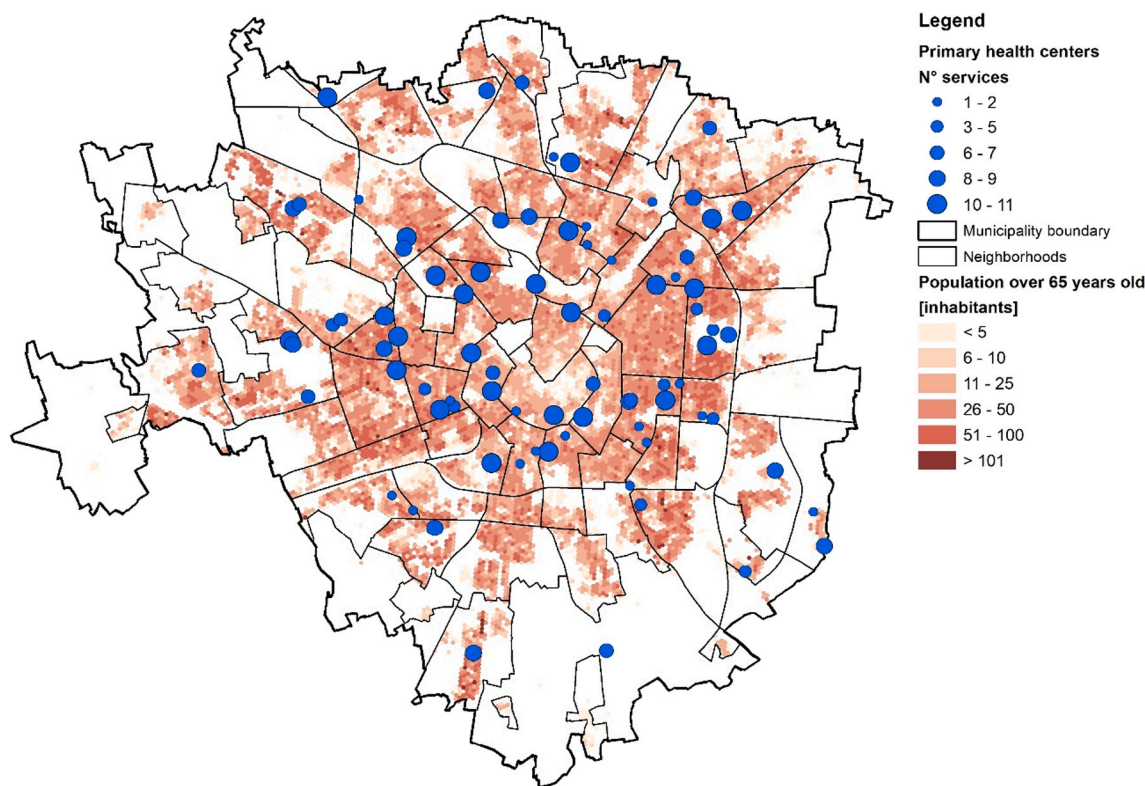 Legend
Primary health centers
N° services
1 - 2
3 - 5
6 - 7
8 - 9
10 - 11
Municipality boundary
Neighborhoods
Population over 65 years old
[inhabitants]
< 5
6 - 10
11 - 25
26 - 50
51 - 100
> 101